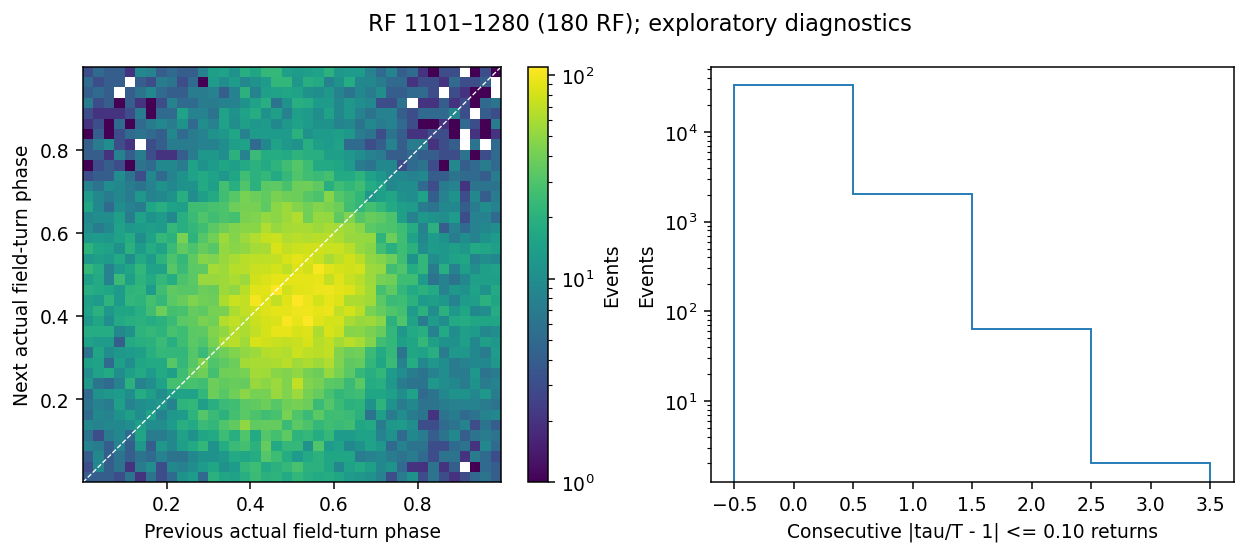 RF 1101–1280 (180 RF); exploratory diagnostics
Next actual field-turn phase
0.8
0.6
0.4
0.2
0.2 0.4 0.6 0.8
Previous actual field-turn phase
10²
10¹
10⁰
Events
Events
10⁴
10³
10²
10¹
−0.5 0.0 0.5 1.0 1.5 2.0 2.5 3.0 3.5
Consecutive |tau/T - 1| <= 0.10 returns